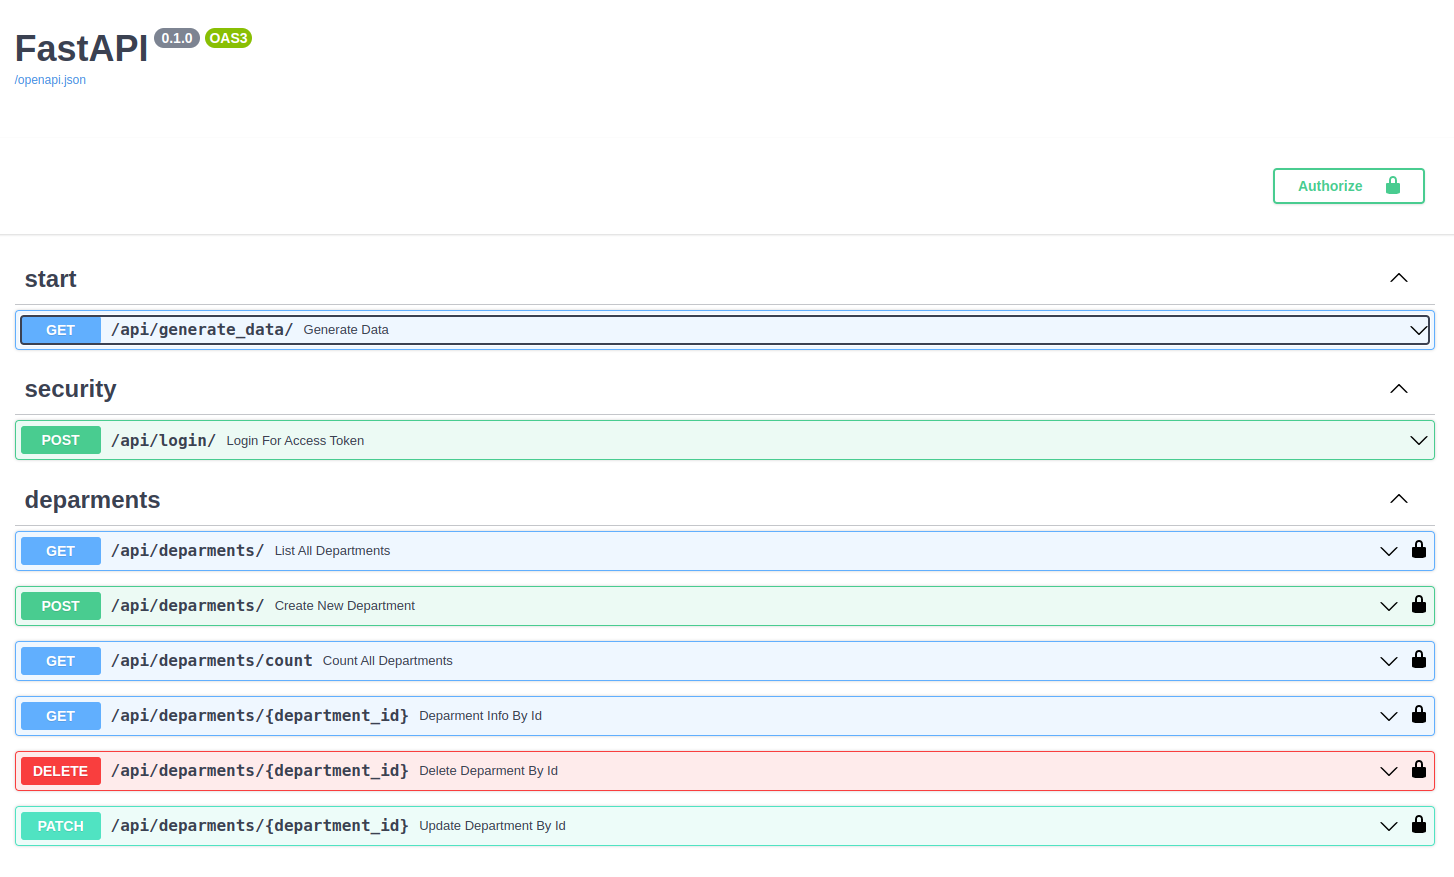 FastAPI 0.1.0 OAS3
/openapi.json
Authorize
start
GET /api/generate_data/ Generate Data
security
POST /api/login/ Login For Access Token
deparments
GET /api/deparments/ List All Departments
POST /api/deparments/ Create New Department
GET /api/deparments/count Count All Departments
GET /api/deparments/{department_id} Deparment Info By Id
DELETE /api/deparments/{department_id} Delete Deparment By Id
PATCH /api/deparments/{department_id} Update Department By Id